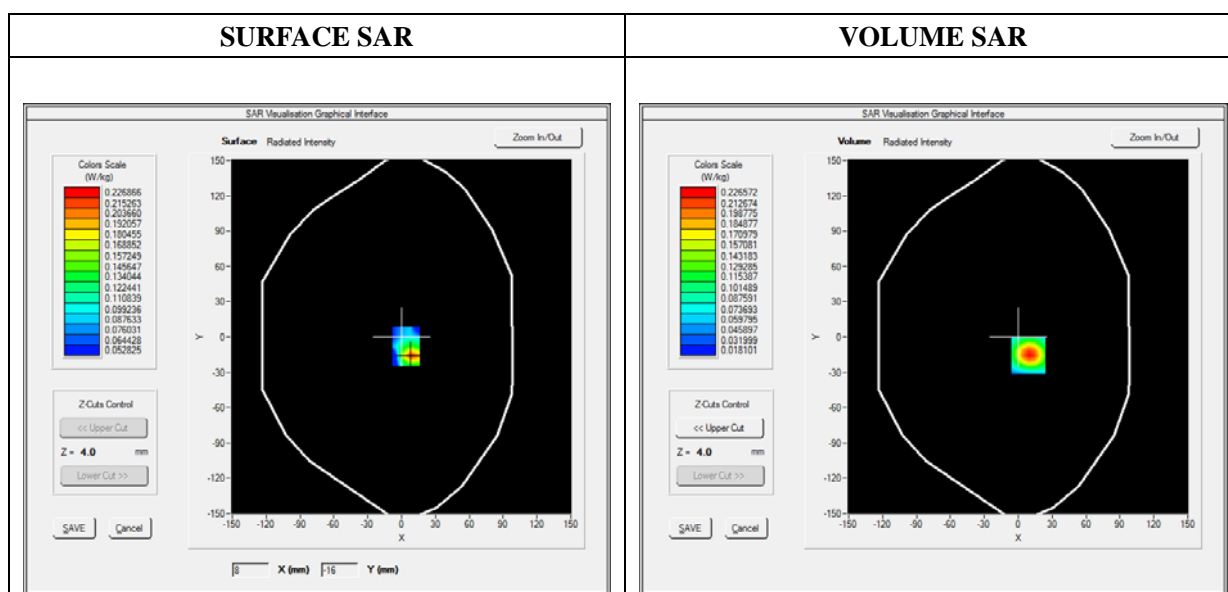 SURFACE SAR
VOLUME SAR
SAR Visualisation Graphical Interface
Surface Radiated Intensity
Zoom In/Out
Colors Scale
(W/kg)
0.226866
0.215263
0.203660
0.192057
0.180455
0.168852
0.157249
0.145647
0.134044
0.122441
0.110839
0.099236
0.087633
0.076031
0.064428
0.052825
150
120
90
60
30
0
-30
-60
-90
-120
-150
Y
-150 -120 -90 -60 -30 0 30 60 90 120 150
X
Z-Cuts Control
<< Upper Cut
Z = 4.0 mm
Lower Cut >>
SAVE Cancel
8 X (mm) -16 Y (mm)
SAR Visualisation Graphical Interface
Volume Radiated Intensity
Zoom In/Out
Colors Scale
(W/kg)
0.226572
0.212674
0.198775
0.184877
0.170979
0.157081
0.143183
0.129285
0.115387
0.101489
0.087591
0.073693
0.059795
0.045897
0.031999
0.018101
150
120
90
60
30
0
-30
-60
-90
-120
-150
Y
-150 -120 -90 -60 -30 0 30 60 90 120 150
X
Z-Cuts Control
<< Upper Cut
Z = 4.0 mm
Lower Cut >>
SAVE Cancel